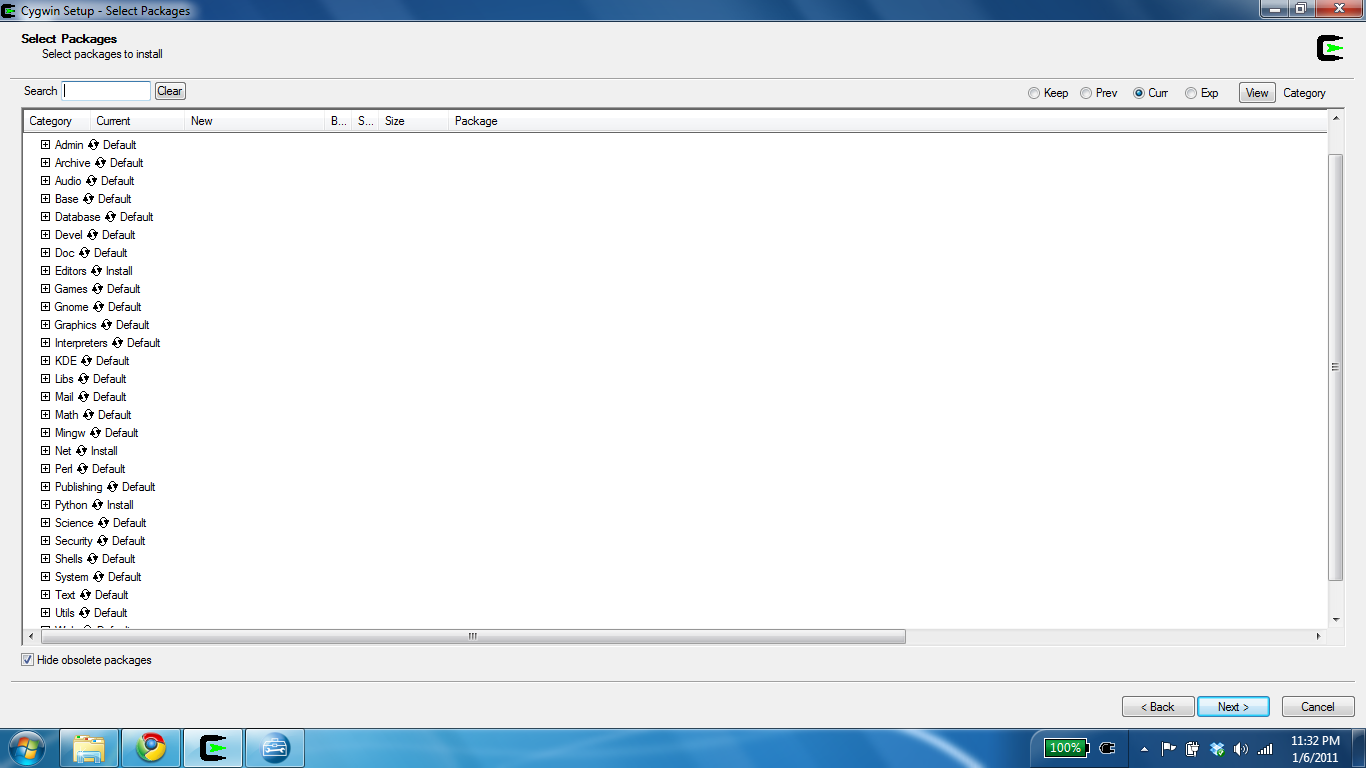 Cygwin Setup - Select Packages
Select Packages
Select packages to install
Search Clear Keep Prev Curr Exp View Category
Category Current New B... S... Size Package
Admin Default
Archive Default
Audio Default
Base Default
Database Default
Devel Default
Doc Default
Editors Install
Games Default
Gnome Default
Graphics Default
Interpreters Default
KDE Default
Libs Default
Mail Default
Math Default
Mingw Default
Net Install
Perl Default
Publishing Default
Python Install
Science Default
Security Default
Shells Default
System Default
Text Default
Utils Default
Hide obsolete packages
< Back Next > Cancel
100% 11:32 PM
1/6/2011